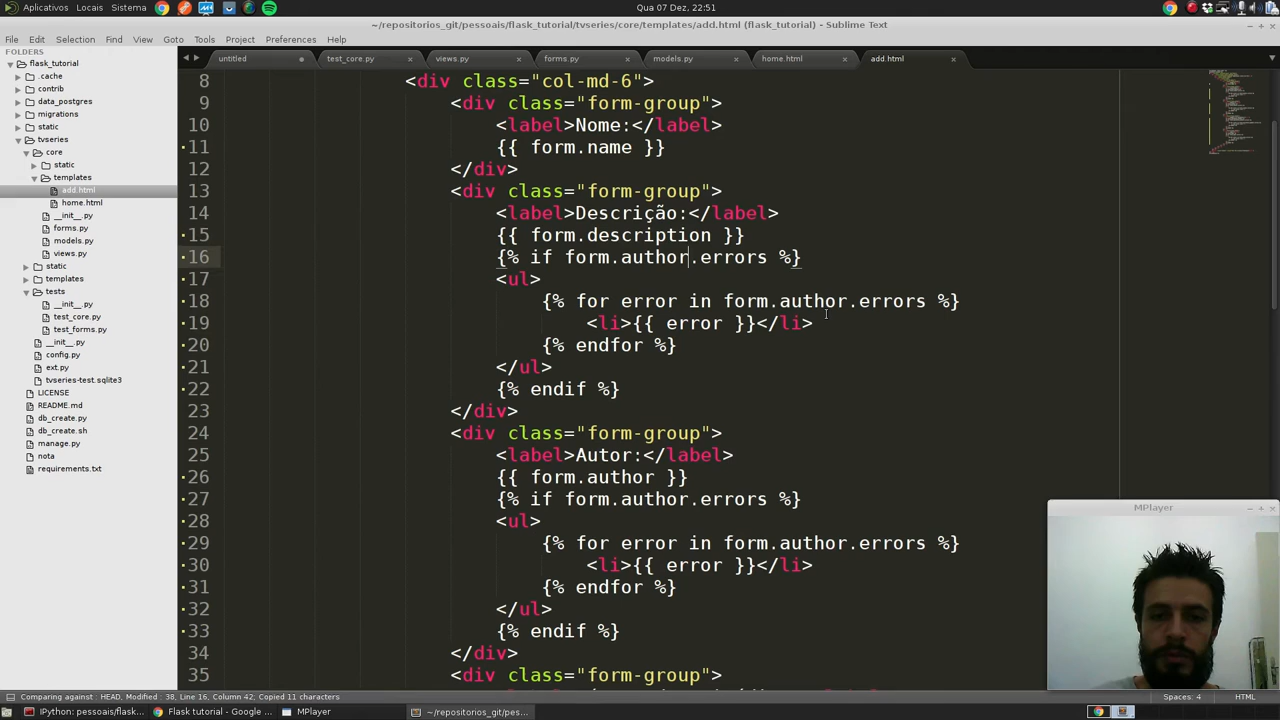 Aplicativos Locais Sistema Qua 07 Dez, 22:51
~/repositorios_git/pessoais/flask_tutorial/tvseries/core/templates/add.html (flask_tutorial) - Sublime Text
File Edit Selection Find View Goto Tools Project Preferences Help
FOLDERS
flask_tutorial
.cache
contrib
data_postgres
migrations
static
tvseries
core
static
templates
add.html
home.html
__init__.py
forms.py
models.py
views.py
static
templates
tests
__init__.py
test_core.py
test_forms.py
__init__.py
config.py
ext.py
tvseries-test.sqlite3
LICENSE
README.md
db_create.py
db_create.sh
manage.py
nota
requirements.txt
untitled test_core.py views.py forms.py models.py home.html add.html
8 <div class="col-md-6">
9 <div class="form-group">
10 <label>Nome:</label>
11 {{ form.name }}
12 </div>
13 <div class="form-group">
14 <label>Descrição:</label>
15 {{ form.description }}
16 {% if form.author.errors %}
17 <ul>
18 {% for error in form.author.errors %}
19 <li>{{ error }}</li>
20 {% endfor %}
21 </ul>
22 {% endif %}
23 </div>
24 <div class="form-group">
25 <label>Autor:</label>
26 {{ form.author }}
27 {% if form.author.errors %}
28 <ul>
29 {% for error in form.author.errors %}
30 <li>{{ error }}</li>
31 {% endfor %}
32 </ul>
33 {% endif %}
34 </div>
35 <div class="form-group">
MPlayer
Comparing against : HEAD, Modified : 38, Line 16, Column 42; Copied 11 characters Spaces: 4 HTML
IPython: pessoais/flask... Flask tutorial - Google ... MPlayer ~/repositorios_git/pes...